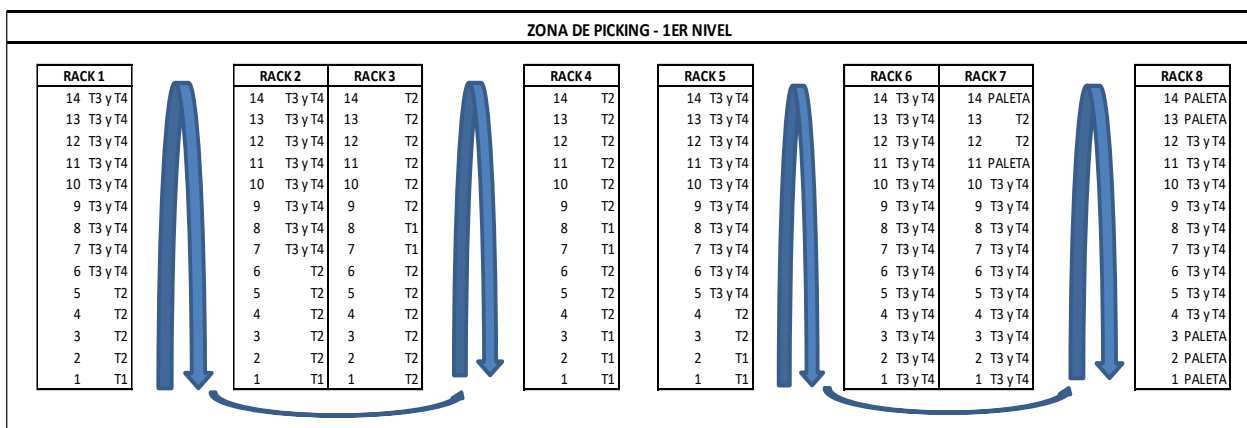 ZONA DE PICKING - 1ER NIVEL
RACK 1 RACK 2 RACK 3 RACK 4 RACK 5 RACK 6 RACK 7 RACK 8
14 T3 y T4 14 T3 y T4 14 T2 14 T2 14 T3 y T4 14 T3 y T4 14 PALETA 14 PALETA
13 T3 y T4 13 T3 y T4 13 T2 13 T2 13 T3 y T4 13 T3 y T4 13 T2 13 PALETA
12 T3 y T4 12 T3 y T4 12 T2 12 T2 12 T3 y T4 12 T3 y T4 12 T2 12 T3 y T4
11 T3 y T4 11 T3 y T4 11 T2 11 T2 11 T3 y T4 11 T3 y T4 11 PALETA 11 T3 y T4
10 T3 y T4 10 T3 y T4 10 T2 10 T2 10 T3 y T4 10 T3 y T4 10 T3 y T4 10 T3 y T4
9 T3 y T4 9 T3 y T4 9 T2 9 T2 9 T3 y T4 9 T3 y T4 9 T3 y T4 9 T3 y T4
8 T3 y T4 8 T3 y T4 8 T1 8 T1 8 T3 y T4 8 T3 y T4 8 T3 y T4 8 T3 y T4
7 T3 y T4 7 T3 y T4 7 T1 7 T1 7 T3 y T4 7 T3 y T4 7 T3 y T4 7 T3 y T4
6 T3 y T4 6 T2 6 T2 6 T2 6 T3 y T4 6 T3 y T4 6 T3 y T4 6 T3 y T4
5 T2 5 T2 5 T2 5 T2 5 T3 y T4 5 T3 y T4 5 T3 y T4 5 T3 y T4
4 T2 4 T2 4 T2 4 T2 4 T2 4 T3 y T4 4 T3 y T4 4 T3 y T4
3 T2 3 T2 3 T2 3 T1 3 T2 3 T3 y T4 3 T3 y T4 3 PALETA
2 T2 2 T2 2 T2 2 T1 2 T1 2 T3 y T4 2 T3 y T4 2 PALETA
1 T1 1 T1 1 T2 1 T1 1 T1 1 T3 y T4 1 T3 y T4 1 PALETA